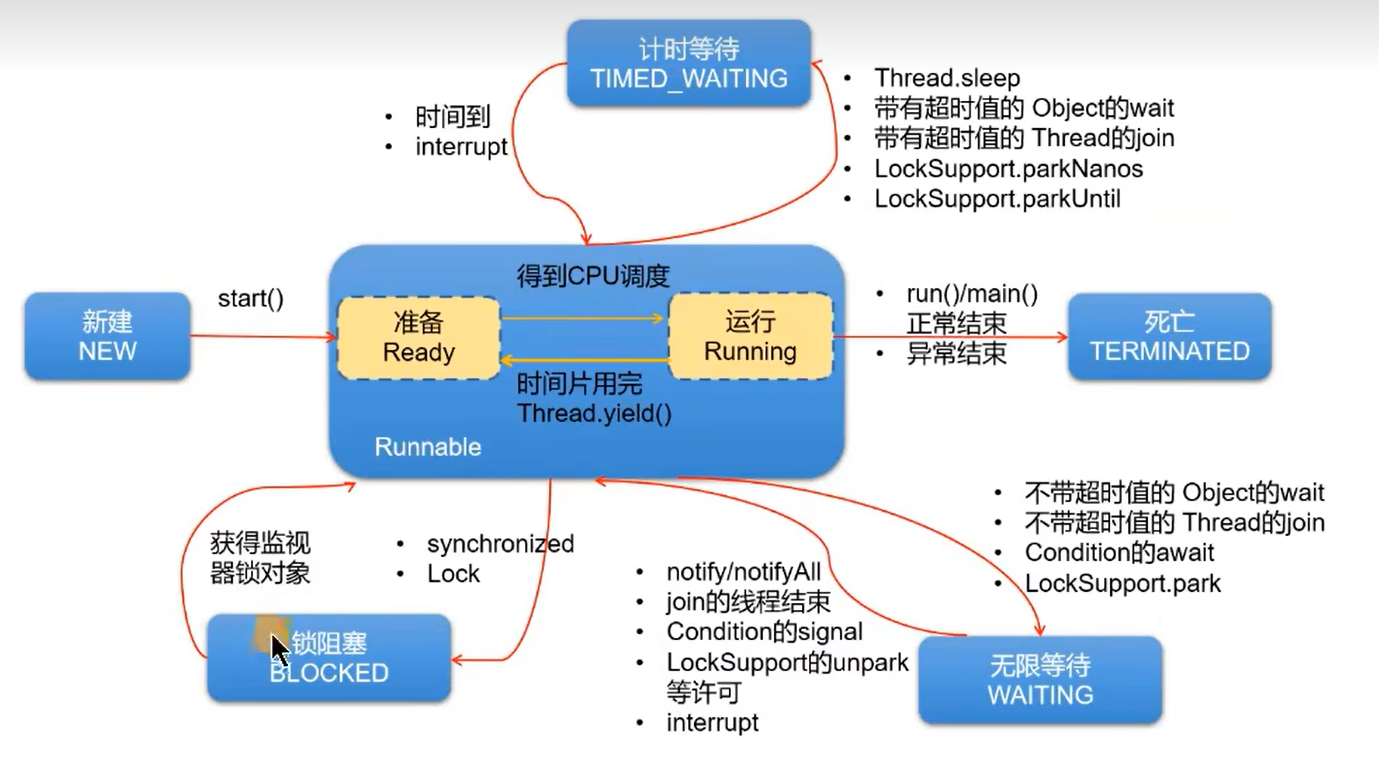 计时等待
TIMED_WAITING
• 时间到
• interrupt
• Thread.sleep
• 带有超时值的 Object的wait
• 带有超时值的 Thread的join
• LockSupport.parkNanos
• LockSupport.parkUntil
新建
NEW
start()
得到CPU调度
准备
Ready
运行
Running
时间片用完
Thread.yield()
Runnable
• run()/main()
正常结束
• 异常结束
死亡
TERMINATED
获得监视
器锁对象
• synchronized
• Lock
锁阻塞
BLOCKED
• notify/notifyAll
• join的线程结束
• Condition的signal
• LockSupport的unpark
等许可
• interrupt
• 不带超时值的 Object的wait
• 不带超时值的 Thread的join
• Condition的await
• LockSupport.park
无限等待
WAITING